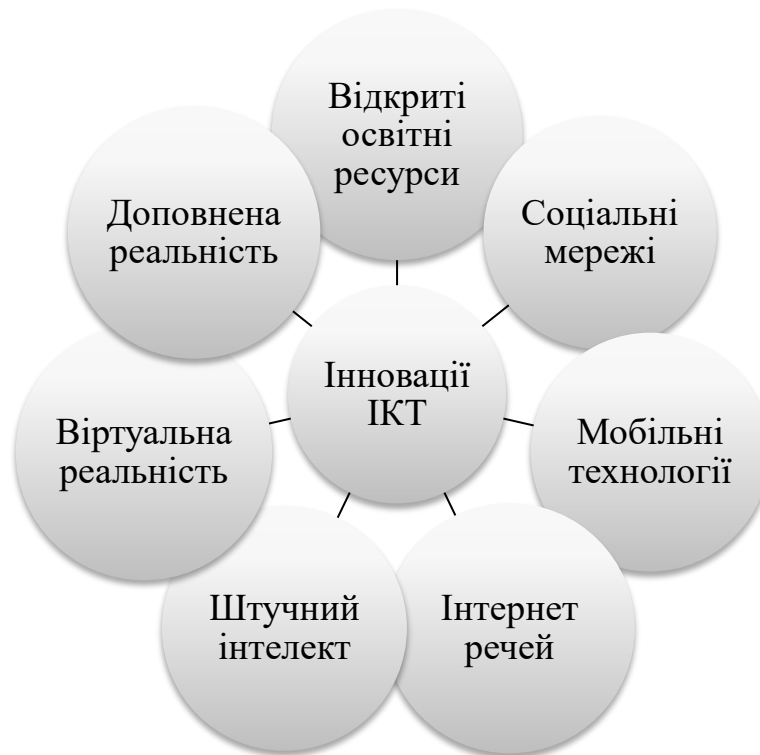 Відкриті
освітні
ресурси
Соціальні
мережі
Мобільні
технології
Інтернет
речей
Штучний
інтелект
Віртуальна
реальність
Доповнена
реальність
Інновації
ІКТ